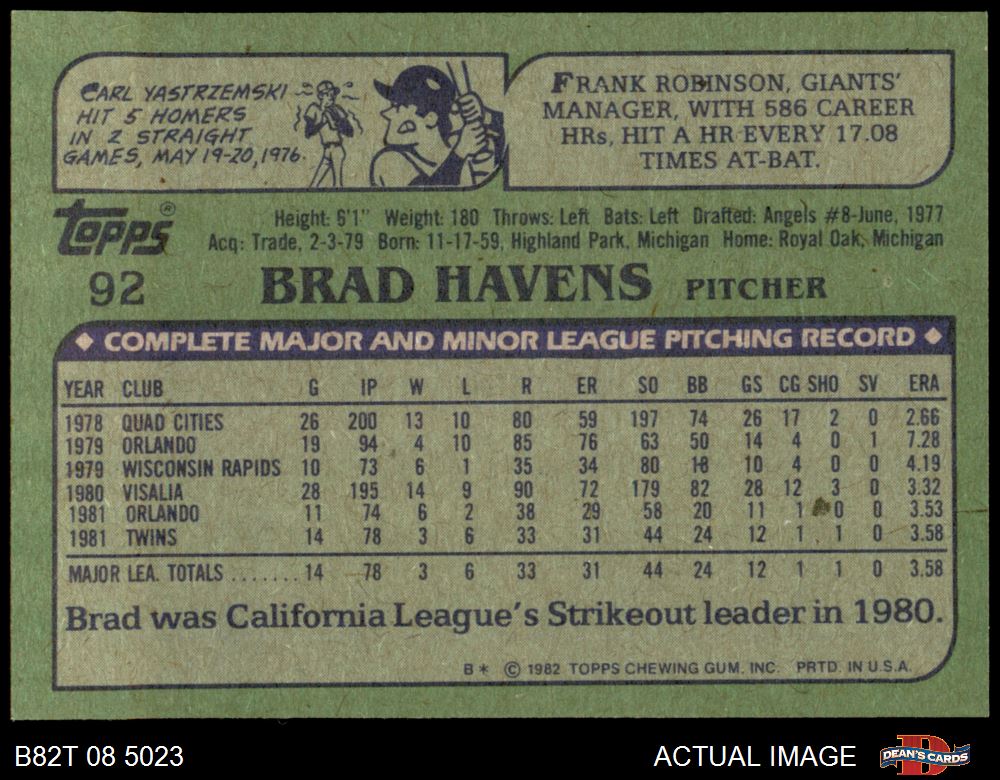 CARL YASTRZEMSKI
HIT 5 HOMERS
IN 2 STRAIGHT
GAMES, MAY 19-20, 1976.
FRANK ROBINSON, GIANTS'
MANAGER, WITH 586 CAREER
HRs, HIT A HR EVERY 17.08
TIMES AT-BAT.
Topps®
Height: 6'1" Weight: 180 Throws: Left Bats: Left Drafted: Angels #8-June, 1977
Acq: Trade, 2-3-79 Born: 11-17-59, Highland Park, Michigan Home: Royal Oak, Michigan
92 BRAD HAVENS PITCHER
◆ COMPLETE MAJOR AND MINOR LEAGUE PITCHING RECORD ◆
YEAR CLUB G IP W L R ER SO BB GS CG SHO SV ERA
1978 QUAD CITIES 26 200 13 10 80 59 197 74 26 17 2 0 2.66
1979 ORLANDO 19 94 4 10 85 76 63 50 14 4 0 1 7.28
1979 WISCONSIN RAPIDS 10 73 6 1 35 34 80 18 10 4 0 0 4.19
1980 VISALIA 28 195 14 9 90 72 179 82 28 12 3 0 3.32
1981 ORLANDO 11 74 6 2 38 29 58 20 11 1 0 0 3.53
1981 TWINS 14 78 3 6 33 31 44 24 12 1 1 0 3.58
MAJOR LEA. TOTALS ....... 14 78 3 6 33 31 44 24 12 1 1 0 3.58
Brad was California League's Strikeout leader in 1980.
B* © 1982 TOPPS CHEWING GUM, INC. PRTD. IN U.S.A.
B82T 08 5023 ACTUAL IMAGE DEAN'S CARDS